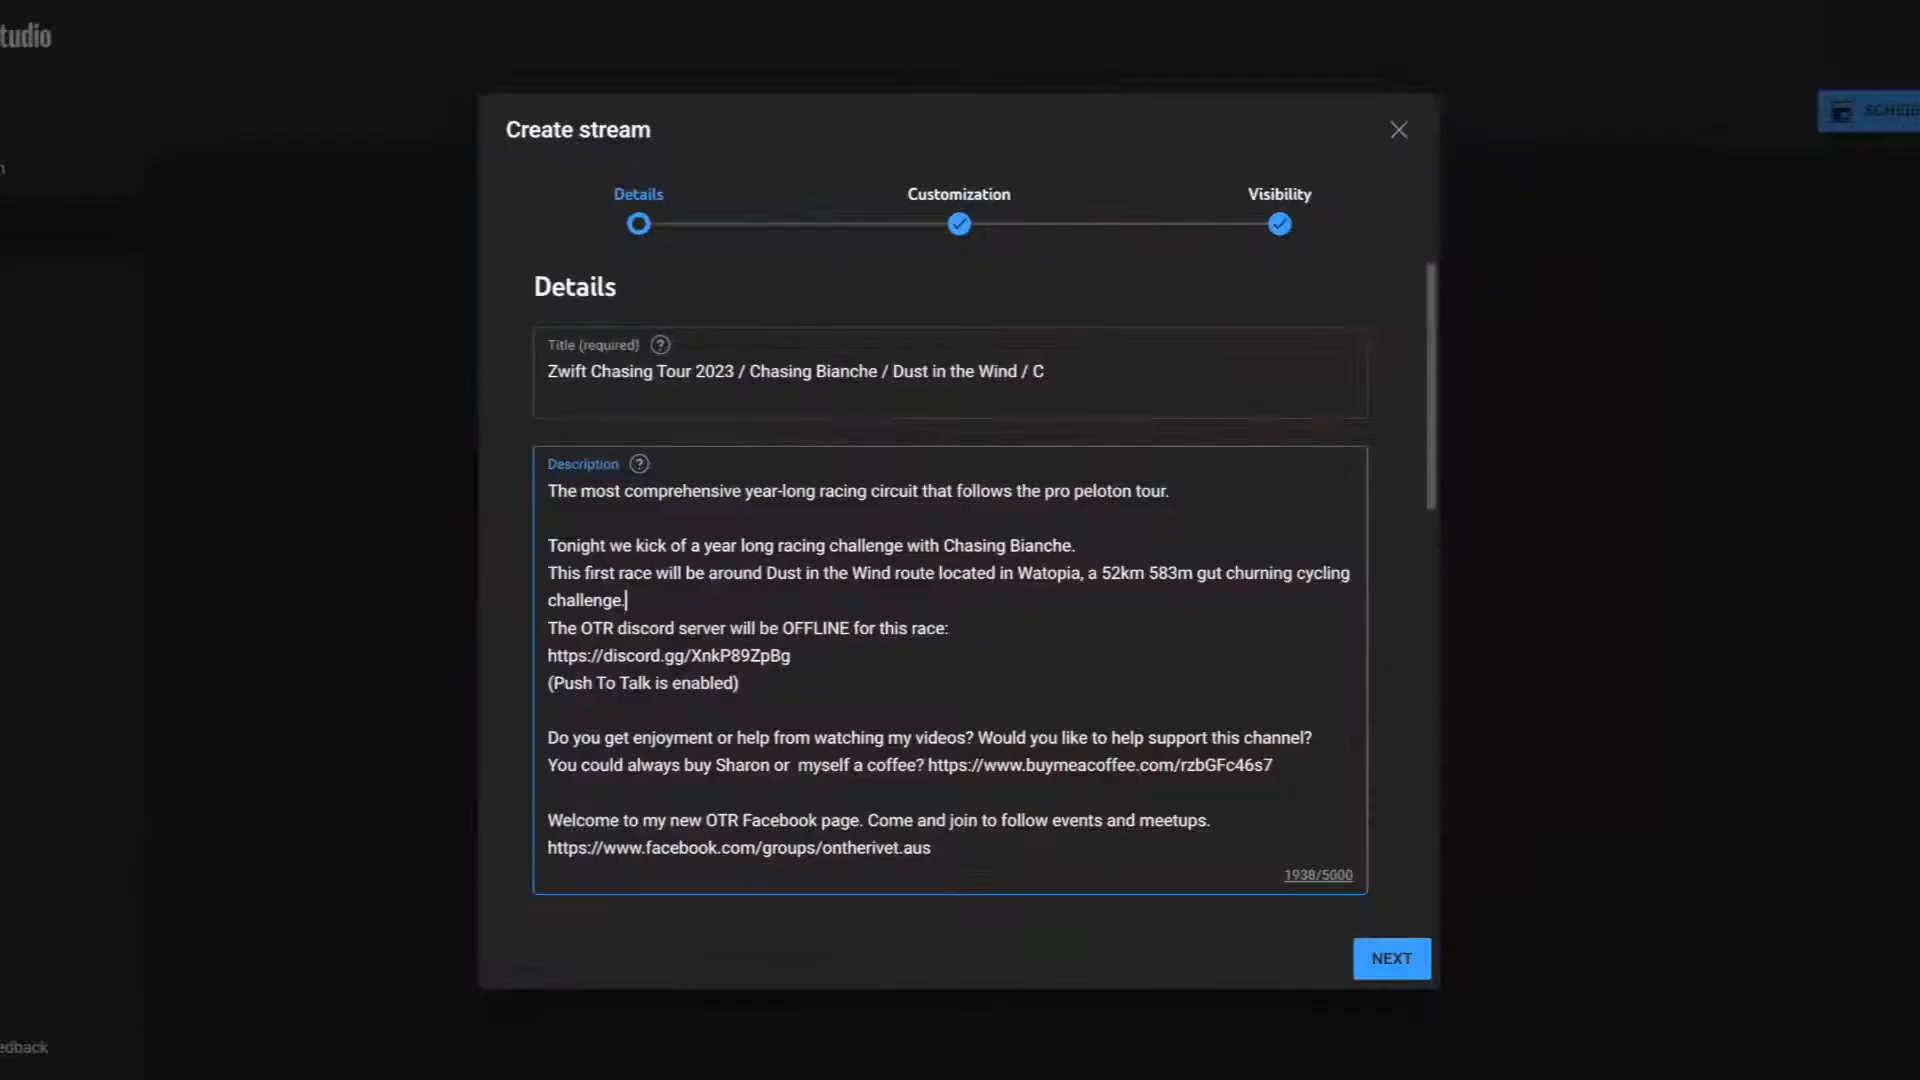 tudio
Create stream
Details
Customization
Visibility
Details
Title (required)
Zwift Chasing Tour 2023 / Chasing Bianche / Dust in the Wind / C
Description
The most comprehensive year-long racing circuit that follows the pro peloton tour.
Tonight we kick of a year long racing challenge with Chasing Bianche.
This first race will be around Dust in the Wind route located in Watopia, a 52km 583m gut churning cycling
challenge.
The OTR discord server will be OFFLINE for this race:
https://discord.gg/XnkP89ZpBg
(Push To Talk is enabled)
Do you get enjoyment or help from watching my videos? Would you like to help support this channel?
You could always buy Sharon or  myself a coffee? https://www.buymeacoffee.com/rzbGFc46s7
Welcome to my new OTR Facebook page. Come and join to follow events and meetups.
https://www.facebook.com/groups/ontherivet.aus
1938/5000
NEXT
edback